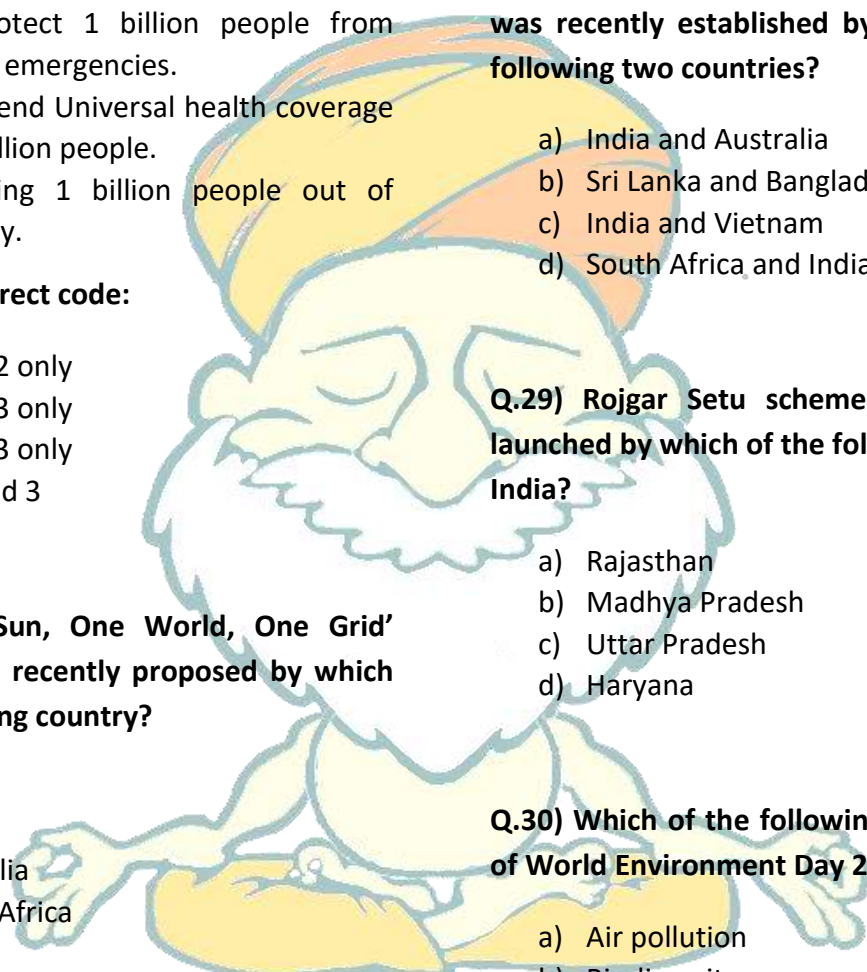 otect 1 billion people from
emergencies.
end Universal health coverage
llion people.
ing 1 billion people out of
y.
rect code:
2 only
3 only
3 only
d 3
Sun, One World, One Grid’
recently proposed by which
ng country?
lia
Africa
was recently established by
following two countries?
a) India and Australia
b) Sri Lanka and Banglad
c) India and Vietnam
d) South Africa and India
Q.29) Rojgar Setu scheme
launched by which of the fol
India?
a) Rajasthan
b) Madhya Pradesh
c) Uttar Pradesh
d) Haryana
Q.30) Which of the followin
of World Environment Day 2
a) Air pollution